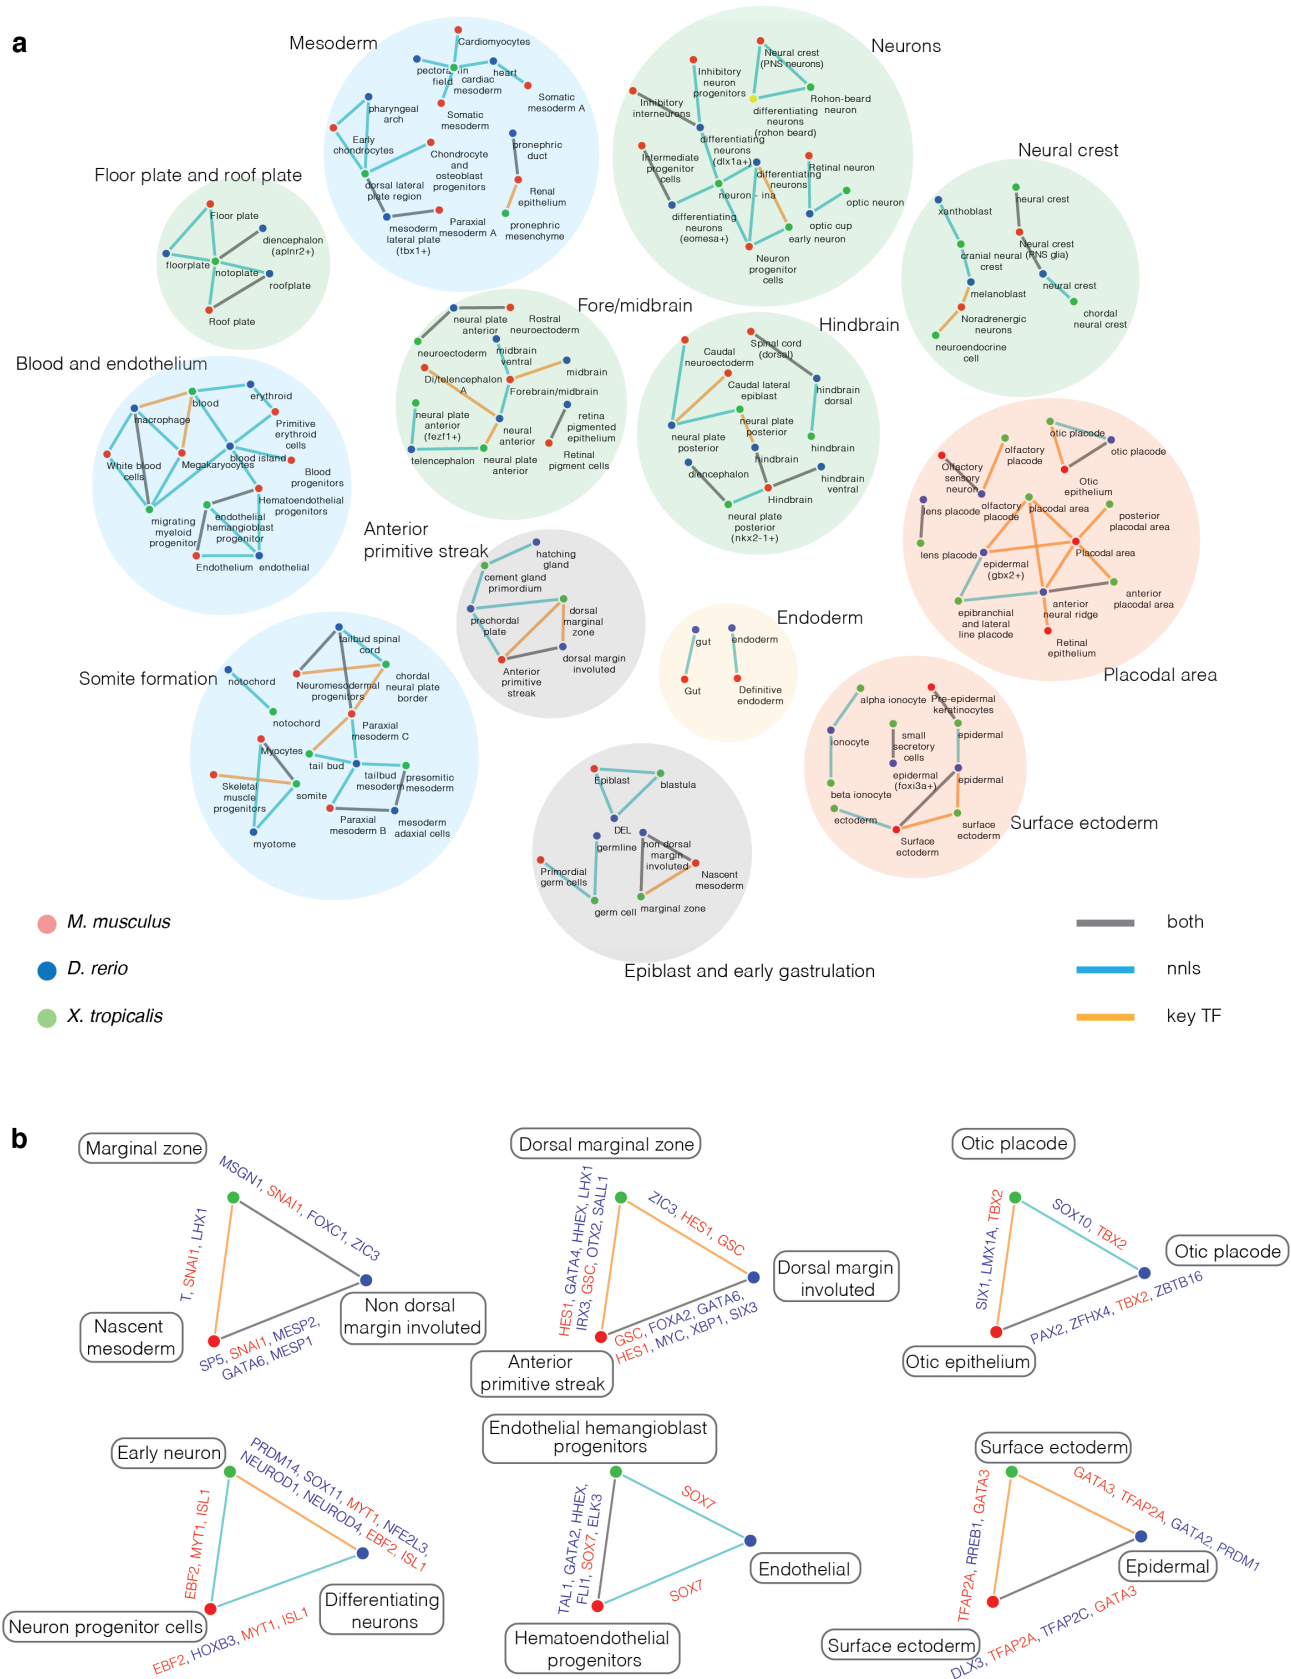 a
Mesoderm
Cardiomyocytes
heart
field
cardiac
mesoderm
Somatic
mesoderm A
Somatic
mesoderm
pharyngeal
arch
Early
chondrocytes
Chondrocyte
and
osteoblast
progenitors
dorsal lateral
plate region
pronephric
duct
Renal
epithelium
pronephric
mesenchyme
Paraxial
mesoderm A
mesoderm
lateral plate
(tbx1+)
Neurons
Neural crest
(PNS neurons)
Inhibitory
neuron
progenitors
Inhibitory
interneurons
Rohon-beard
neuron
differentiating
neurons
(rohon beard)
differentiating
neurons
(dlx1a+)
Intermediate
progenitor
cells
Retinal neuron
differentiating
neurons
neuron - ina
optic neuron
differentiating
neurons
(eomesa+)
optic cup
early neuron
Neuron
progenitor
cells
Neural crest
xanthoblast
neural crest
cranial neural
crest
Neural crest
(PNS glia)
melanoblast
neural crest
Noradrenergic
neurons
chordal
neural crest
neuroendocrine
cell
Floor plate and roof plate
Floor plate
diencephalon
(aplnr2+)
floorplate
notoplate
roofplate
Roof plate
Fore/midbrain
neural plate
anterior
Rostral
neuroectoderm
neuroectoderm
midbrain
ventral
midbrain
Di/telencephalon
A
Forebrain/midbrain
neural plate
anterior
(fezf1+)
neural
anterior
retina
pigmented
epithelium
telencephalon
neural plate
anterior
Retinal
pigment cells
Hindbrain
Spinal cord
(dorsal)
Caudal
neuroectoderm
Caudal lateral
epiblast
hindbrain
dorsal
neural plate
posterior
neural plate
posterior
hindbrain
hindbrain
diencephalon
hindbrain
ventral
Hindbrain
neural plate
posterior
(nkx2-1+)
Blood and endothelium
blood
erythroid
macrophage
Primitive
erythroid
cells
White blood
cells
Megakaryocytes
blood island
Blood
progenitors
Hematoendothelial
progenitors
migrating
myeloid
progenitor
endothelial
hemangioblast
progenitor
Endothelium
endothelial
Placodal area
otic placode
otic placode
olfactory
placode
Olfactory
sensory
neuron
Otic
epithelium
lens placode
olfactory
placode
placodal area
posterior
placodal area
lens placode
epidermal
(gbx2+)
Placodal area
epibranchial
and lateral
line placode
anterior
neural ridge
anterior
placodal area
Retinal
epithelium
Anterior
primitive streak
hatching
gland
cement gland
primordium
prechordal
plate
dorsal
marginal
zone
dorsal margin
involuted
Anterior
primitive
streak
Endoderm
gut
endoderm
Gut
Definitive
endoderm
Somite formation
tailbud spinal
cord
notochord
Neuromesodermal
progenitors
chordal
neural plate
border
notochord
Paraxial
mesoderm C
Myocytes
tail bud
tailbud
mesoderm
presomitic
mesoderm
Skeletal
muscle
progenitors
somite
Paraxial
mesoderm B
mesoderm
adaxial cells
myotome
Surface ectoderm
alpha ionocyte
Pre-epidermal
keratinocytes
ionocyte
small
secretory
cells
epidermal
epidermal
(foxi3a+)
epidermal
beta ionocyte
ectoderm
surface
ectoderm
Surface
ectoderm
Epiblast and early gastrulation
Epiblast
blastula
DEL
germline
non dorsal
margin
involuted
Primordial
germ cells
Nascent
mesoderm
germ cell
marginal zone
M. musculus
D. rerio
X. tropicalis
both
nnls
key TF
b
Marginal zone
MSGN1, SNAI1, FOXC1, ZIC3
T, SNAI1, LHX1
Nascent
mesoderm
Non dorsal
margin involuted
SP5, SNAI1, MESP2,
GATA6, MESP1
Dorsal marginal zone
HES1, GATA4, HHEX, LHX1
IRX3, GSC, OTX2, SALL1
ZIC3, HES1, GSC
Dorsal margin
involuted
GSC, FOXA2, GATA6,
HES1, MYC, XBP1, SIX3
Anterior
primitive streak
Otic placode
SIX1, LMX1A, TBX2
SOX10, TBX2
Otic placode
PAX2, ZFHX4, TBX2, ZBTB16
Otic epithelium
Early neuron
PRDM14, SOX11, MYT1, NFE2L3,
NEUROD1, NEUROD4, EBF2, ISL1
EBF2, MYT1, ISL1
Differentiating
neurons
Neuron progenitor cells
EBF2, HOXB3, MYT1, ISL1
Endothelial hemangioblast
progenitors
TAL1, GATA2, HHEX,
FLI1, SOX7, ELK3
SOX7
Endothelial
SOX7
Hematoendothelial
progenitors
Surface ectoderm
GATA3, TFAP2A, GATA2, PRDM1
TFAP2A, RREB1, GATA3
Epidermal
Surface ectoderm
DLX3, TFAP2A, TFAP2C, GATA3